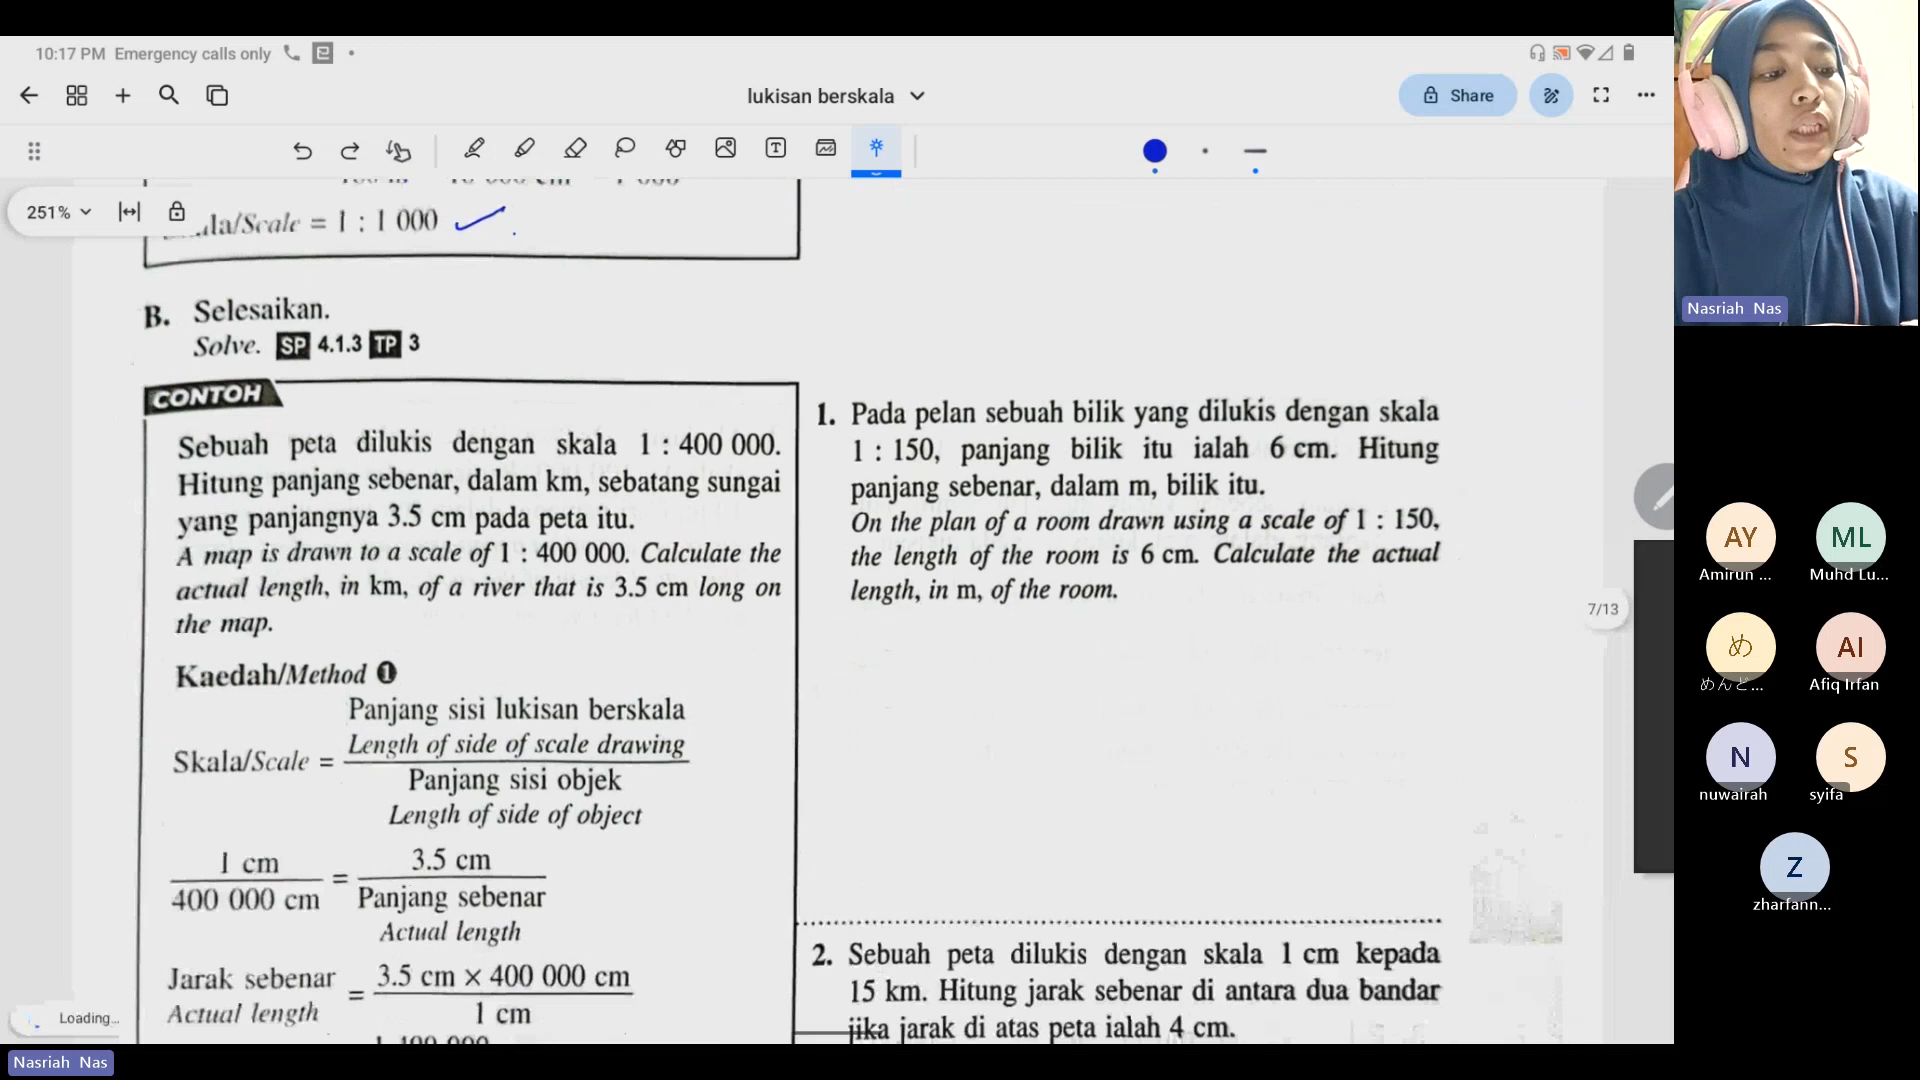 10:17 PM Emergency calls only
lukisan berskala
Share
251%
/Scale = 1 : 1 000
B. Selesaikan.
Solve. SP 4.1.3 TP 3
CONTOH
Sebuah peta dilukis dengan skala 1 : 400 000.
Hitung panjang sebenar, dalam km, sebatang sungai
yang panjangnya 3.5 cm pada peta itu.
A map is drawn to a scale of 1 : 400 000. Calculate the
actual length, in km, of a river that is 3.5 cm long on
the map.
Kaedah/Method 1
Panjang sisi lukisan berskala
Length of side of scale drawing
Skala/Scale =
Panjang sisi objek
Length of side of object
1 cm
400 000 cm
=
3.5 cm
Panjang sebenar
Actual length
Jarak sebenar
Actual length
=
3.5 cm × 400 000 cm
1 cm
1. Pada pelan sebuah bilik yang dilukis dengan skala
1 : 150, panjang bilik itu ialah 6 cm. Hitung
panjang sebenar, dalam m, bilik itu.
On the plan of a room drawn using a scale of 1 : 150,
the length of the room is 6 cm. Calculate the actual
length, in m, of the room.
2. Sebuah peta dilukis dengan skala 1 cm kepada
15 km. Hitung jarak sebenar di antara dua bandar
jika jarak di atas peta ialah 4 cm.
7/13
Loading...
Nasriah Nas
Nasriah Nas
AY
Amirun ...
ML
Muhd Lu...
め
めんど...
AI
Afiq Irfan
N
nuwairah
S
syifa
Z
zharfann...